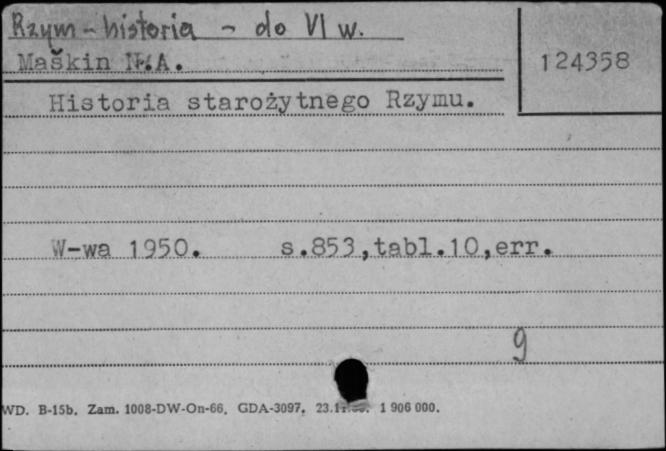 Rzym - historia - do VI w.
Maškin N.A.
124358
Historia starożytnego Rzymu.
W-wa 1950. s.853,tabl.10,err.
9
WD. B-15b. Zam. 1008-DW-On-66. GDA-3097. 1 906 000.